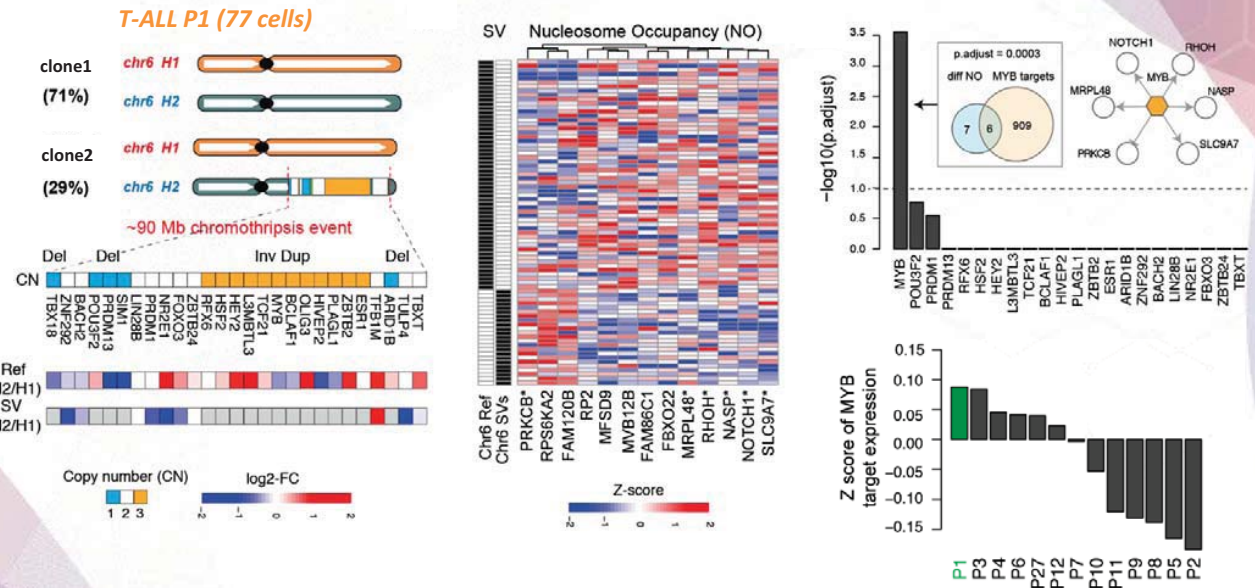 T-ALL P1 (77 cells)
clone1
(71%)
chr6 H1
chr6 H2
clone2
(29%)
chr6 H1
chr6 H2
~90 Mb chromothripsis event
Del
Del
Inv Dup
Del
CN
TBX18
ZNF292
BACH2
POU3F2
PRDM13
SIM1
LIN28B
PRDM1
NR2E1
FOXO3
ZBTB24
RFX6
HSF2
HEY2
L3MBTL3
TCF21
MYB
BCLAF1
OLIG3
HIVEP2
PLAGL1
ZBTB2
ESR1
TFB1M
ARID1B
TULP4
TBXT
Ref
I2/H1)
SV
I2/H1)
Copy number (CN)
1 2 3
log2-FC
-2 -1 0 1 2
SV
Nucleosome Occupancy (NO)
Chr6 Ref
Chr6 SVs
PRKCB*
RPS6KA2
FAM120B
RP2
MFSD9
MVB12B
FAM86C1
FBXO22
MRPL48*
RHOH*
NASP*
NOTCH1*
SLC9A7*
Z-score
-2 -1 0 1 2
-log10(p.adjust)
3.5
3.0
2.5
2.0
1.5
1.0
0.5
0.0
p.adjust = 0.0003
diff NO MYB targets
7 6 909
NOTCH1
RHOH
MYB
MRPL48
NASP
PRKCB
SLC9A7
MYB
POU3F2
PRDM1
PRDM13
RFX6
HSF2
HEY2
L3MBTL3
TCF21
BCLAF1
HIVEP2
PLAGL1
ZBTB2
ESR1
ARID1B
ZNF292
BACH2
LIN28B
NR2E1
FBXO3
ZBTB24
TBXT
Z score of MYB
target expression
0.15
0.10
0.05
0.00
-0.05
-0.10
-0.15
P1
P3
P4
P6
P27
P12
P7
P10
P11
P9
P8
P5
P2